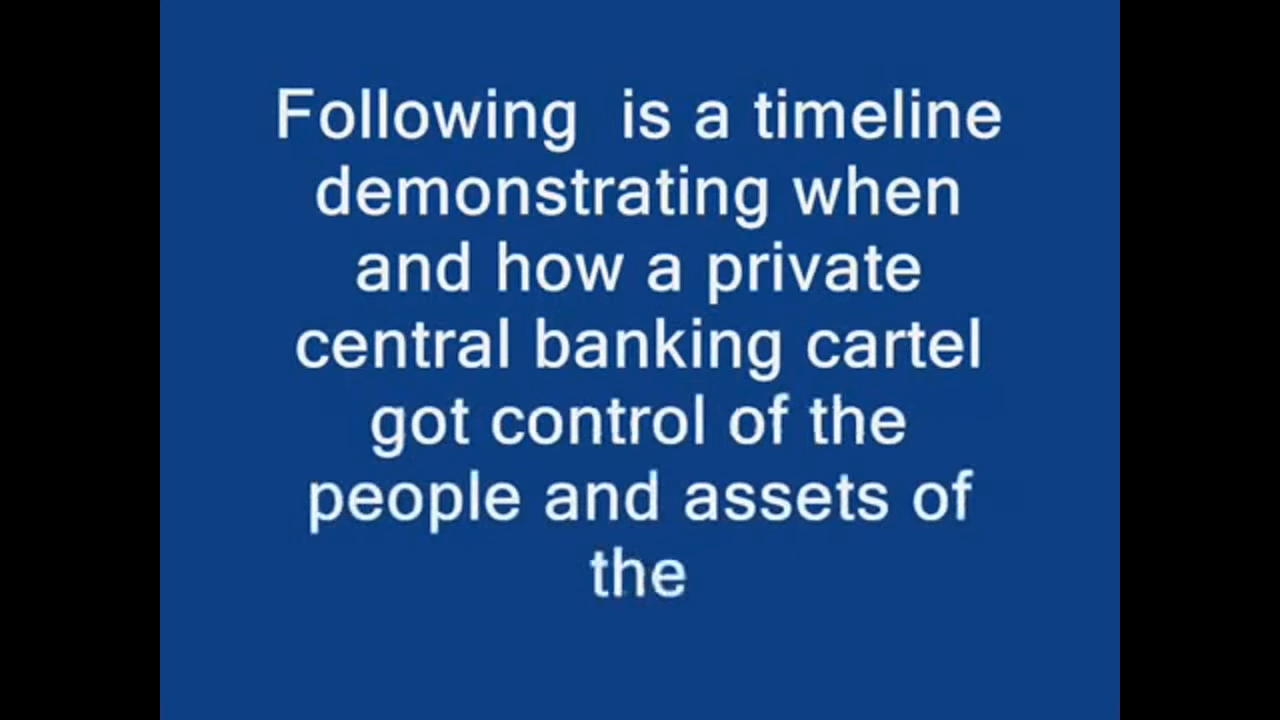 Following  is a timeline
demonstrating when
and how a private
central banking cartel
got control of the
people and assets of
the